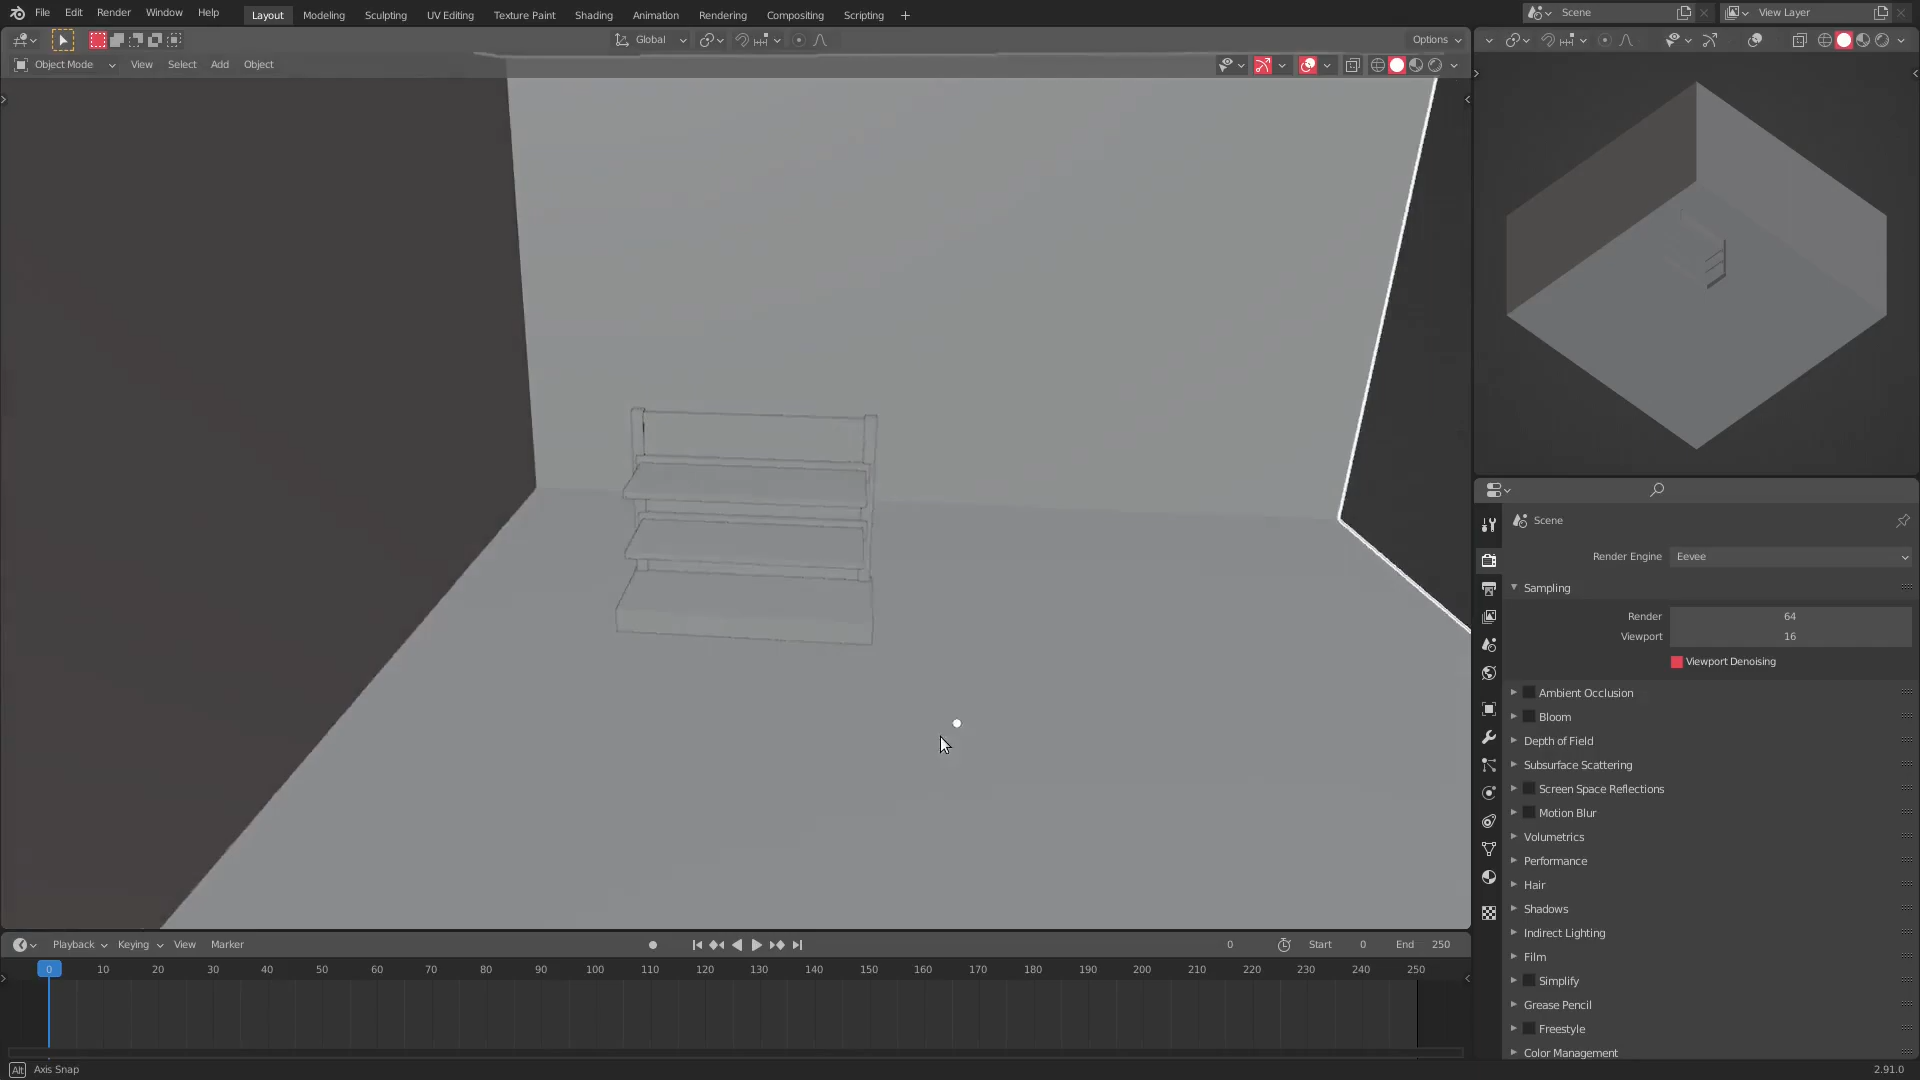 File Edit Render Window Help Layout Modeling Sculpting UV Editing Texture Paint Shading Animation Rendering Compositing Scripting + Scene View Layer
Global Options
Object Mode View Select Add Object
Scene
Render Engine Eevee
Sampling
Render 64
Viewport 16
Viewport Denoising
Ambient Occlusion
Bloom
Depth of Field
Subsurface Scattering
Screen Space Reflections
Motion Blur
Volumetrics
Performance
Hair
Shadows
Indirect Lighting
Film
Simplify
Grease Pencil
Freestyle
Color Management
Playback Keying View Marker 0 Start 0 End 250
0 10 20 30 40 50 60 70 80 90 100 110 120 130 140 150 160 170 180 190 200 210 220 230 240 250
Alt Axis Snap 2.91.0